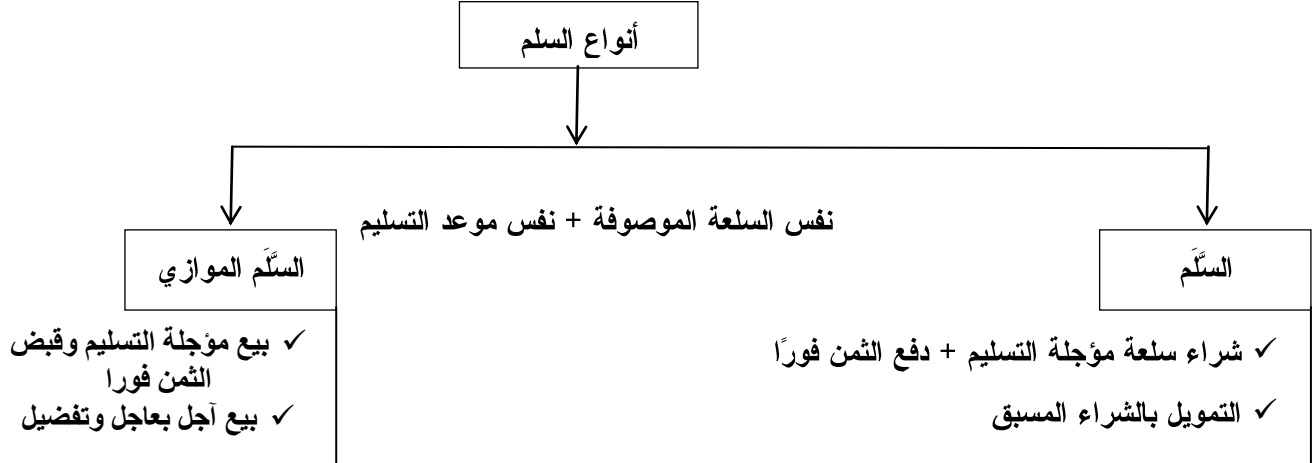 أنواع السلم
نفس السلعة الموصوفة + نفس موعد التسليم
السَّلَم
✓ شراء سلعة مؤجلة التسليم + دفع الثمن فورًا
✓ التمويل بالشراء المسبق
السَّلَم الموازي
✓ بيع مؤجلة التسليم وقبض
الثمن فورا
✓ بيع آجل بعاجل وتفضيل